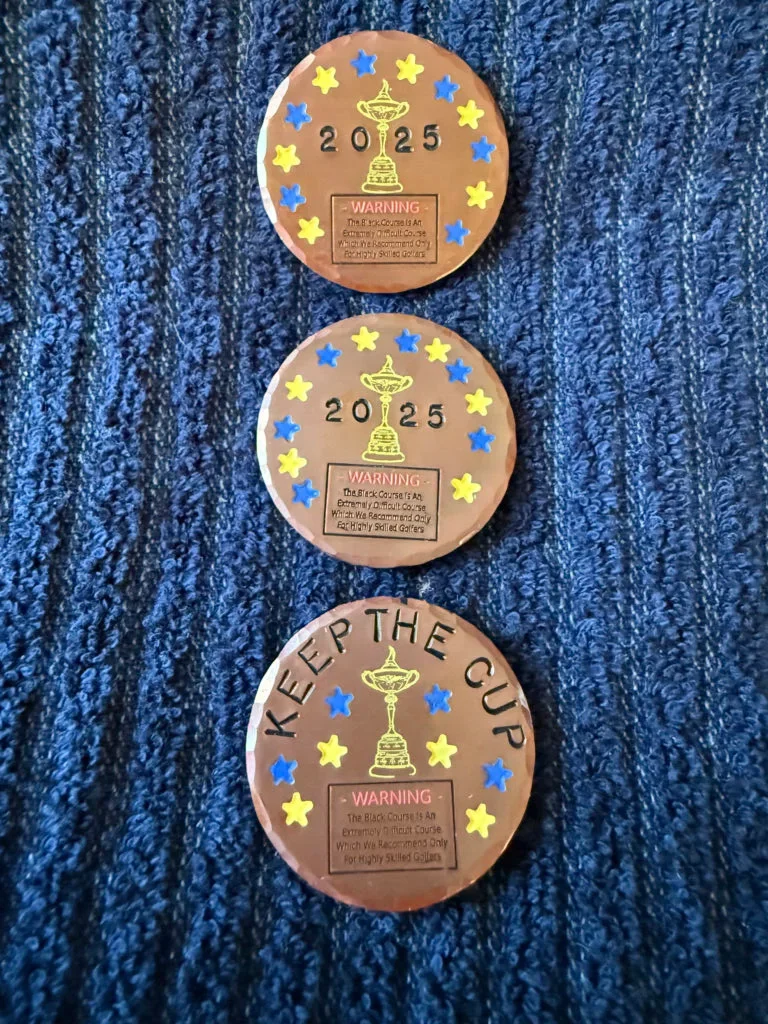 2025
- WARNING -
The Black Course Is An
Extremely Difficult Course
Which We Recommend Only
For Highly Skilled Golfers
2025
- WARNING -
The Black Course Is An
Extremely Difficult Course
Which We Recommend Only
For Highly Skilled Golfers
KEEP THE CUP
- WARNING -
The Black Course Is An
Extremely Difficult Course
Which We Recommend Only
For Highly Skilled Golfers